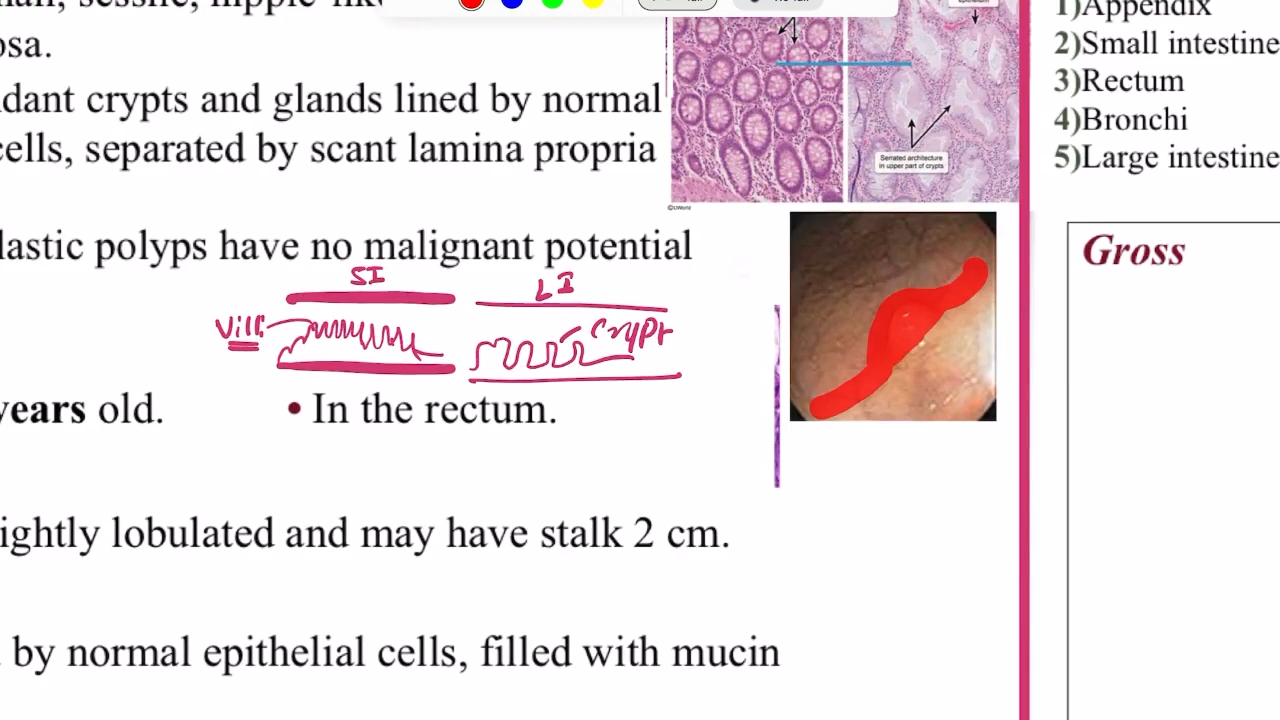 osa.
dant crypts and glands lined by normal
cells, separated by scant lamina propria
lastic polyps have no malignant potential
SI
LI
Villi
Crypt
years old.
• In the rectum.
ightly lobulated and may have stalk 2 cm.
by normal epithelial cells, filled with mucin
Serrated architecture
in upper part of crypts
©UWorld
1)Appendix
2)Small intestine
3)Rectum
4)Bronchi
5)Large intestine
Gross